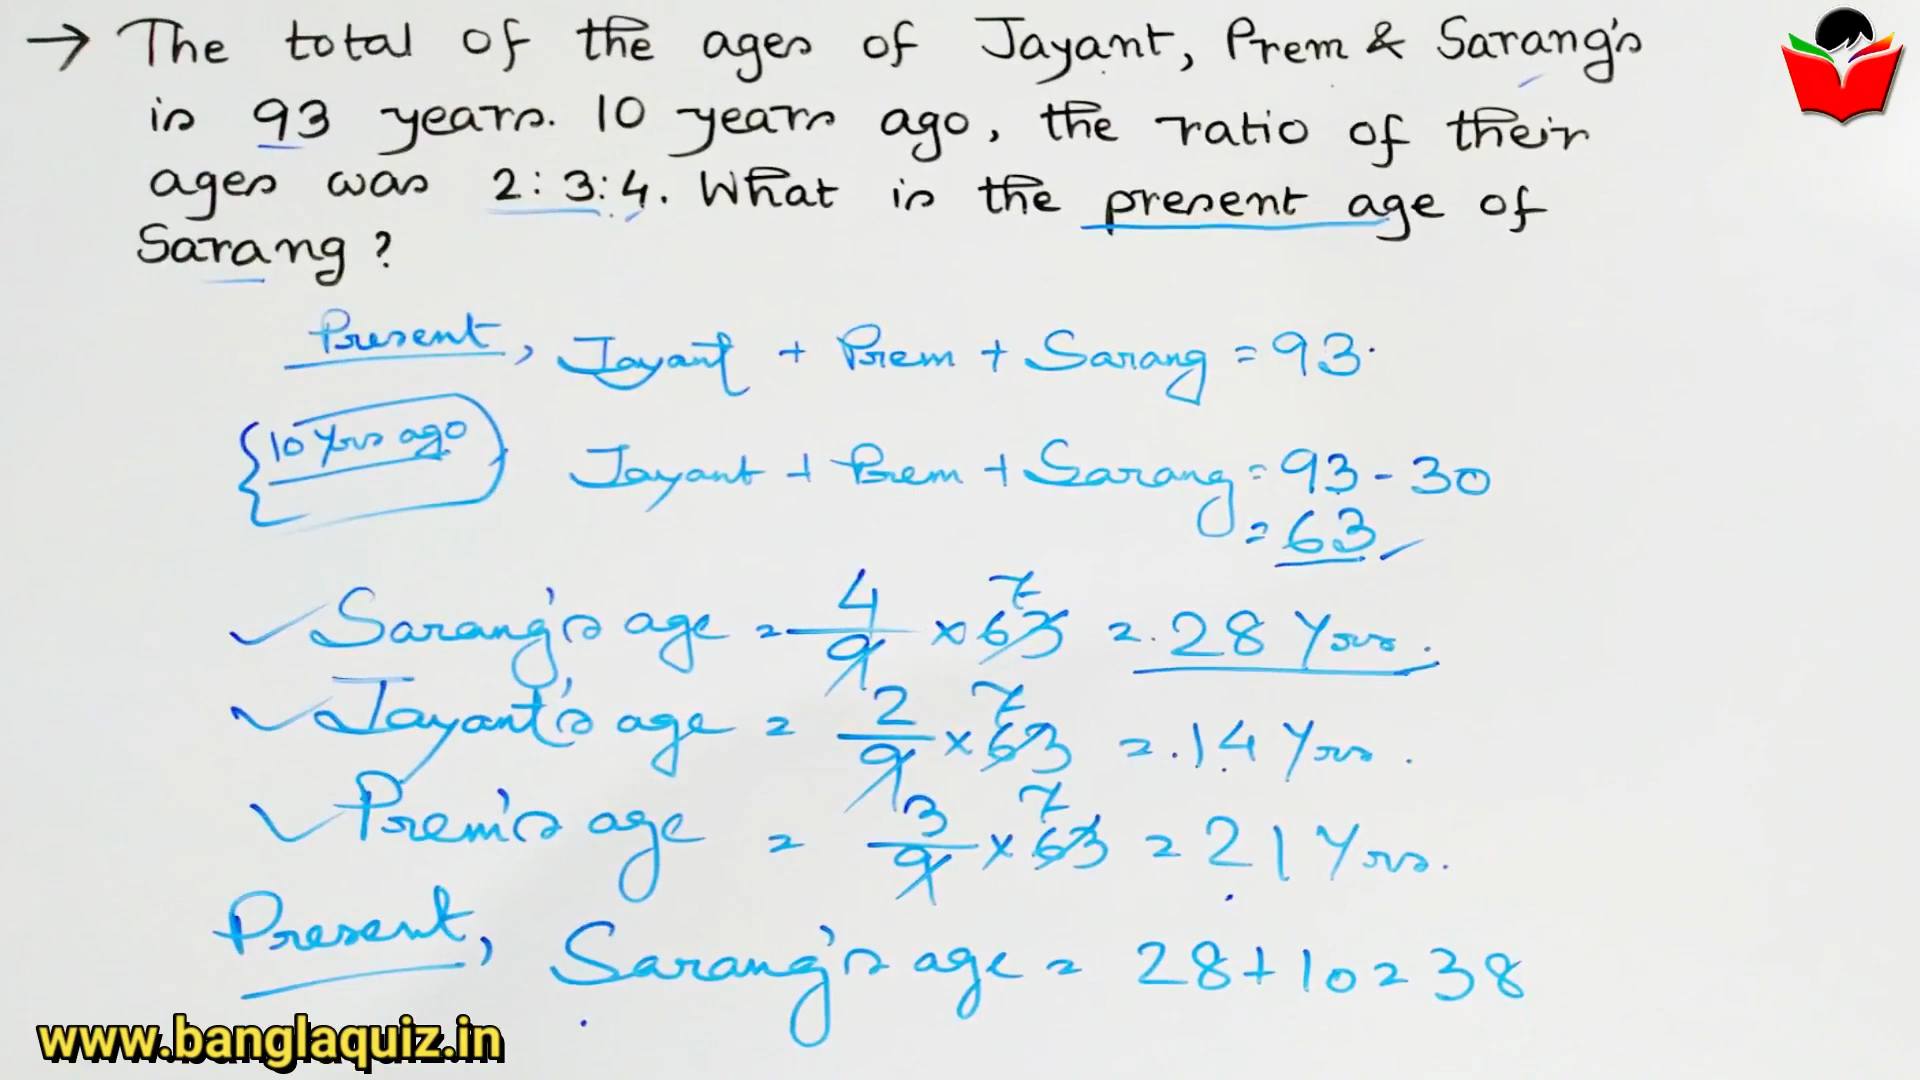 → The total of the ages of Jayant, Prem & Sarang's
is 93 years. 10 years ago, the ratio of their
ages was 2:3:4. What is the present age of
Sarang?
Present, Jayant + Prem + Sarang = 93.
10 Yrs ago Jayant + Prem + Sarang = 93 - 30
= 63
Sarang's age = 4/9 × 63 7 = 28 Yrs.
Jayant's age = 2/9 × 63 7 = 14 Yrs.
Prem's age = 3/9 × 63 7 = 21 Yrs.
Present, Sarang's age = 28 + 10 = 38
www.banglaquiz.in